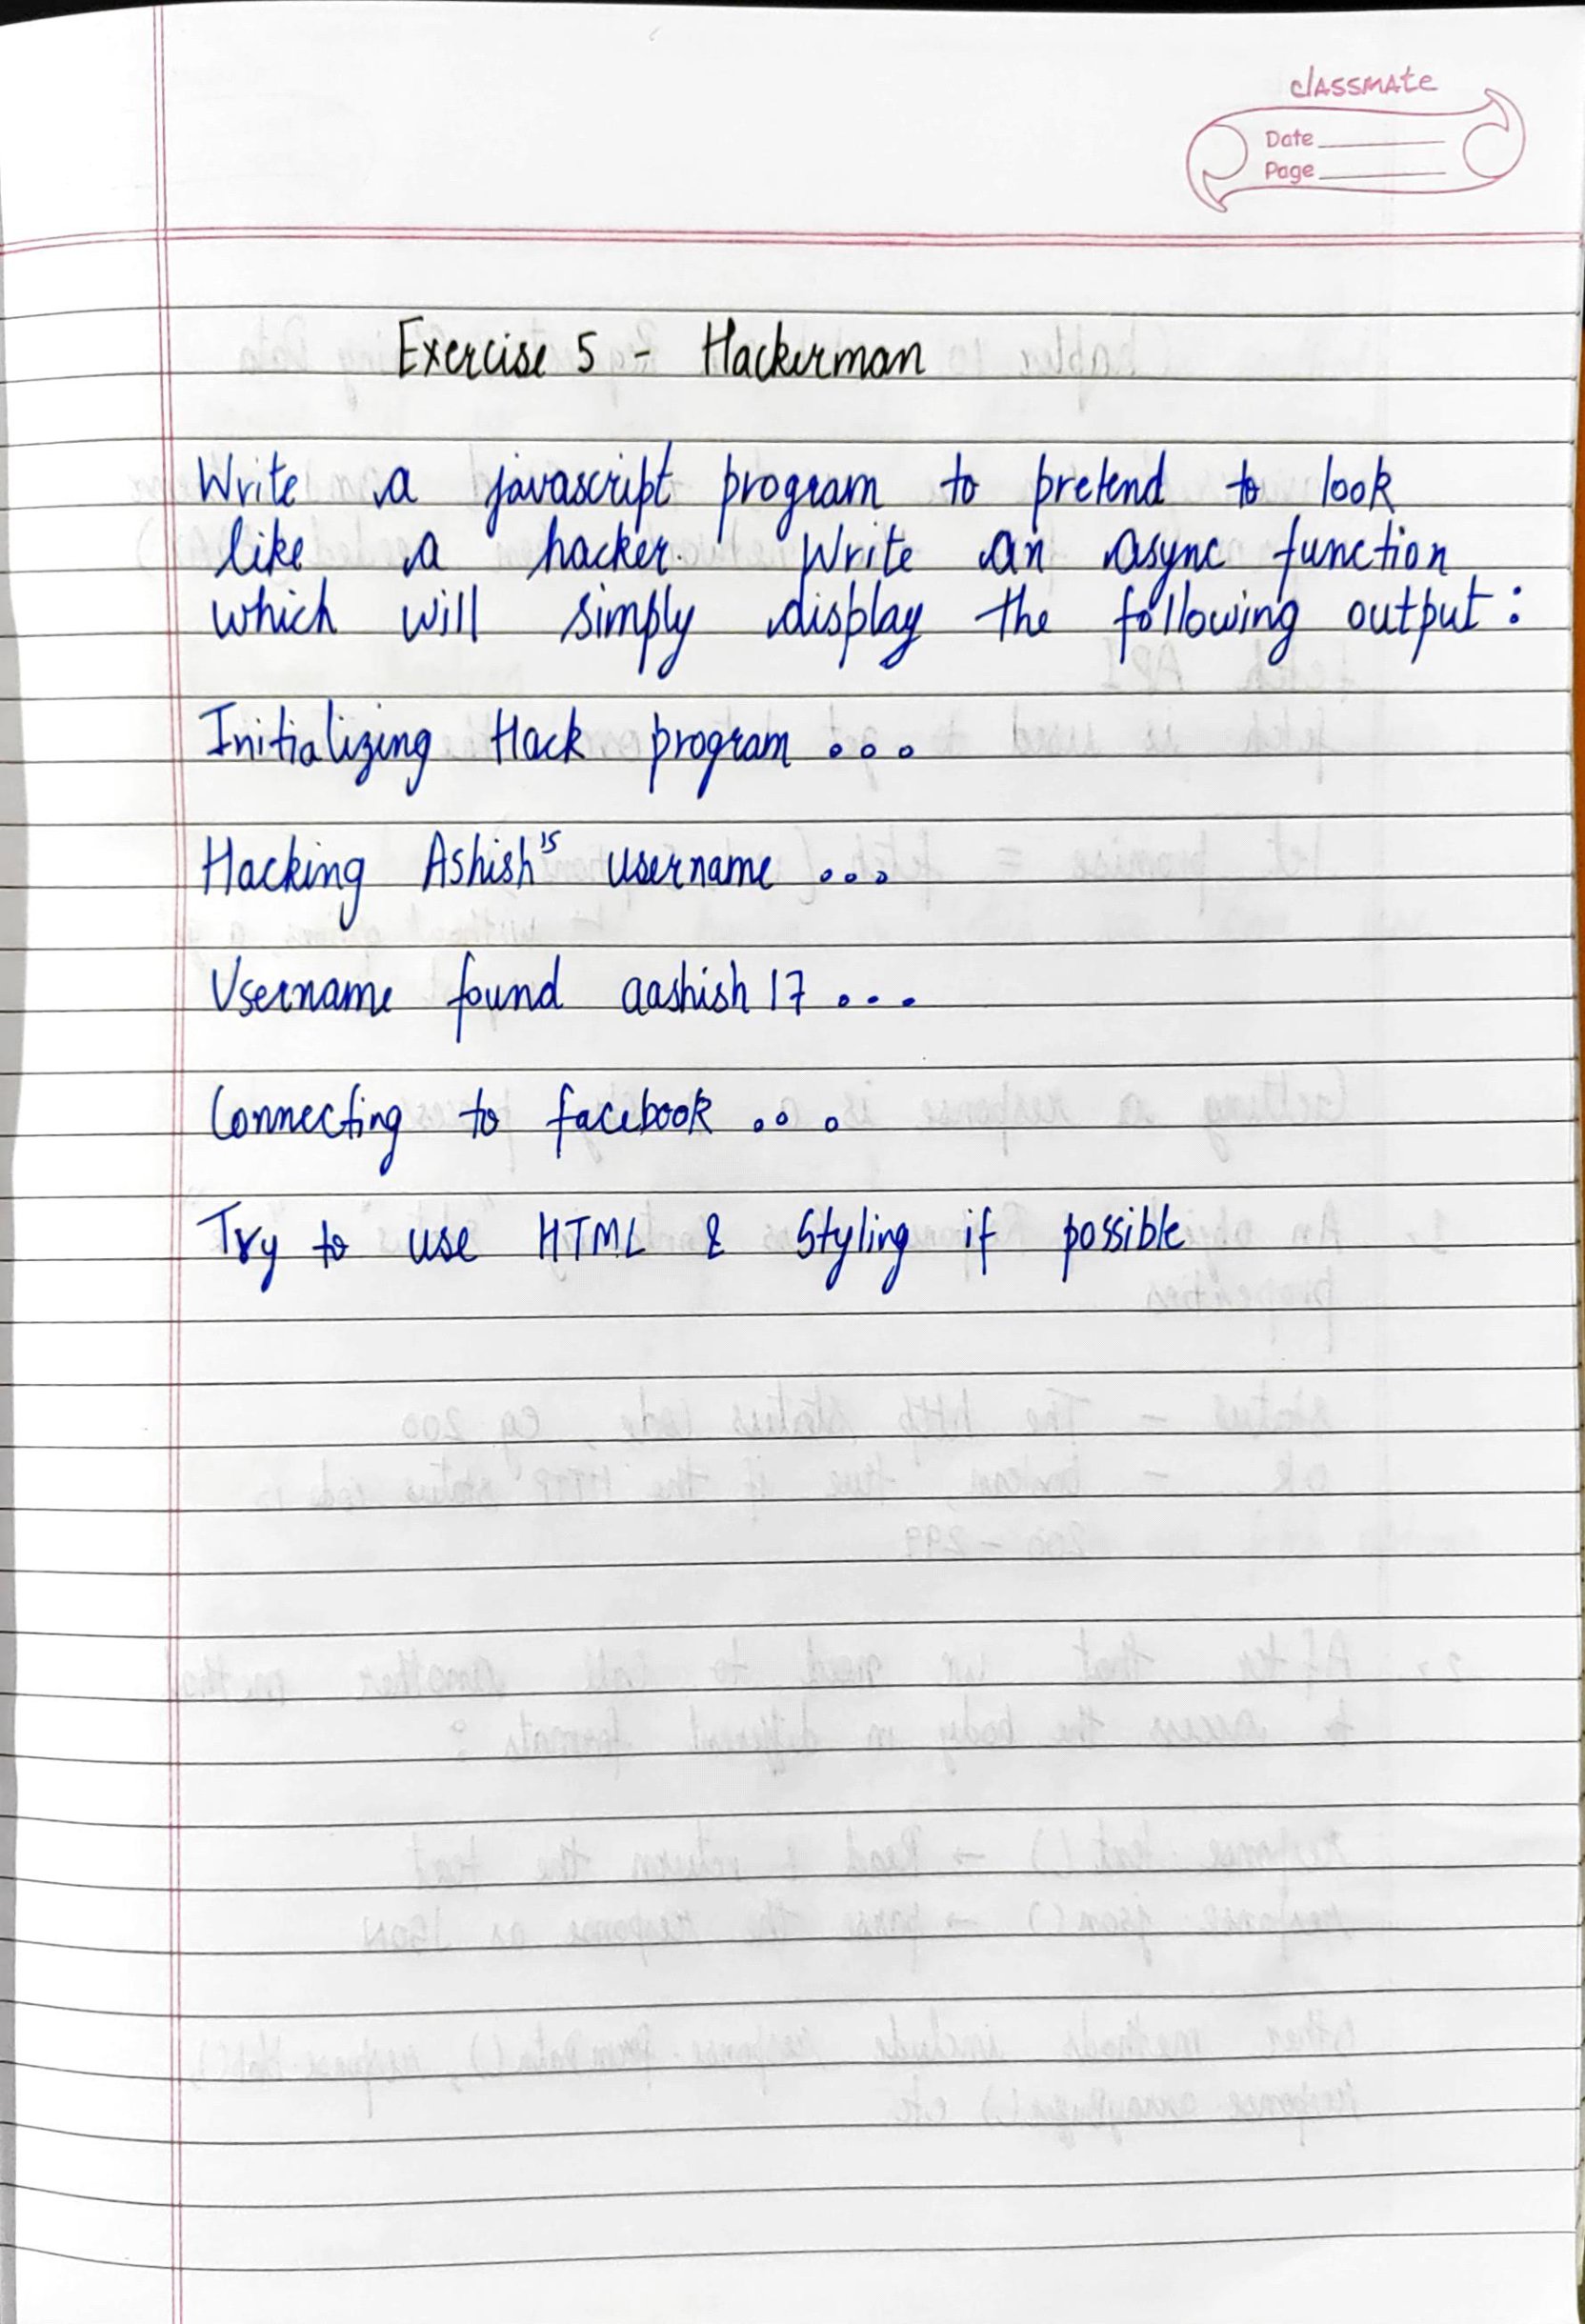 classmate
Date
Page
Exercise 5 - Hackerman
Write a javascript program to pretend to look
like a hacker. Write an async function
which will simply display the following output :
Initializing Hack program ...
Hacking Ashish's username ...
Username found aashish17 ...
Connecting to facebook ...
Try to use HTML & Styling if possible